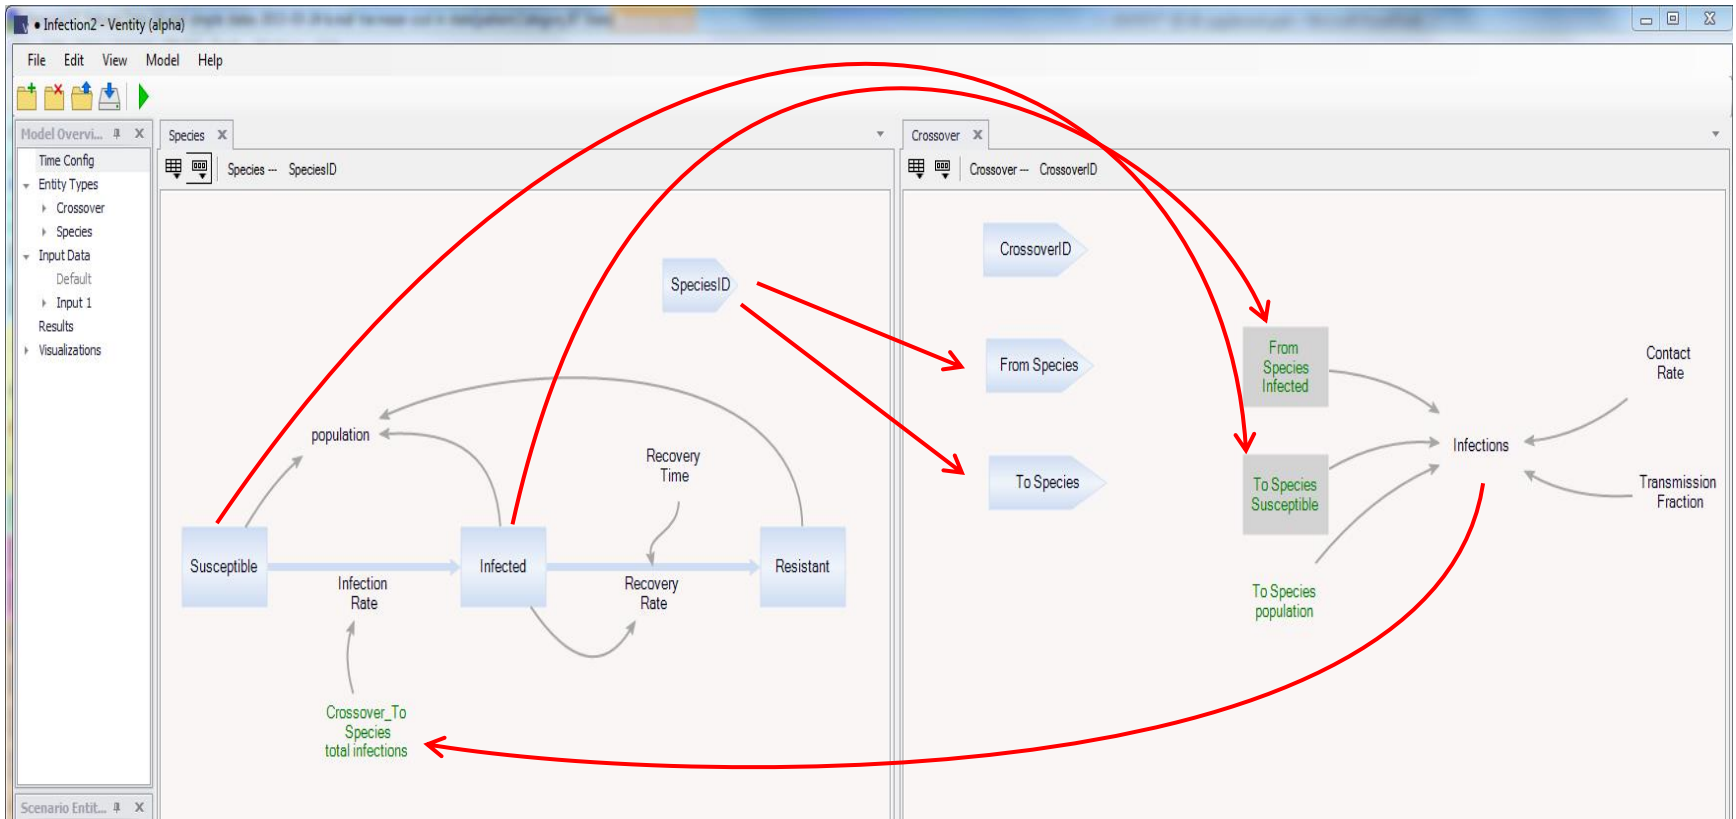 • Infection2 - Ventity (alpha)
File Edit View Model Help
Model Overvi...
Time Config
Entity Types
Crossover
Species
Input Data
Default
Input 1
Results
Visualizations
Scenario Entit...
Species
Species --- SpeciesID
SpeciesID
population
Recovery
Time
Susceptible
Infection
Rate
Infected
Recovery
Rate
Resistant
Crossover_To
Species
total infections
Crossover
Crossover --- CrossoverID
CrossoverID
From Species
To Species
From
Species
Infected
To Species
Susceptible
To Species
population
Infections
Contact
Rate
Transmission
Fraction